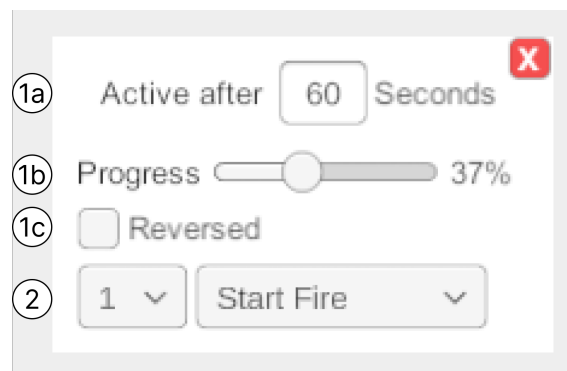 X
1a Active after 60 Seconds
1b Progress 37%
1c Reversed
2 1 Start Fire